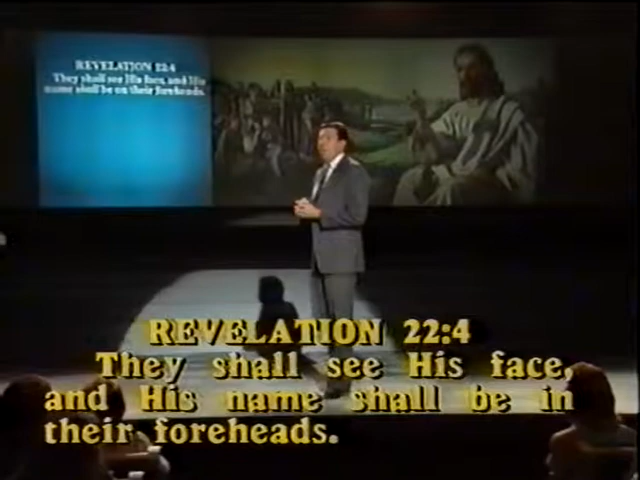 REVELATION 22:4
They shall see His face, and His
name shall be on their foreheads.
REVELATION 22:4
They shall see His face,
and His name shall be in
their foreheads.